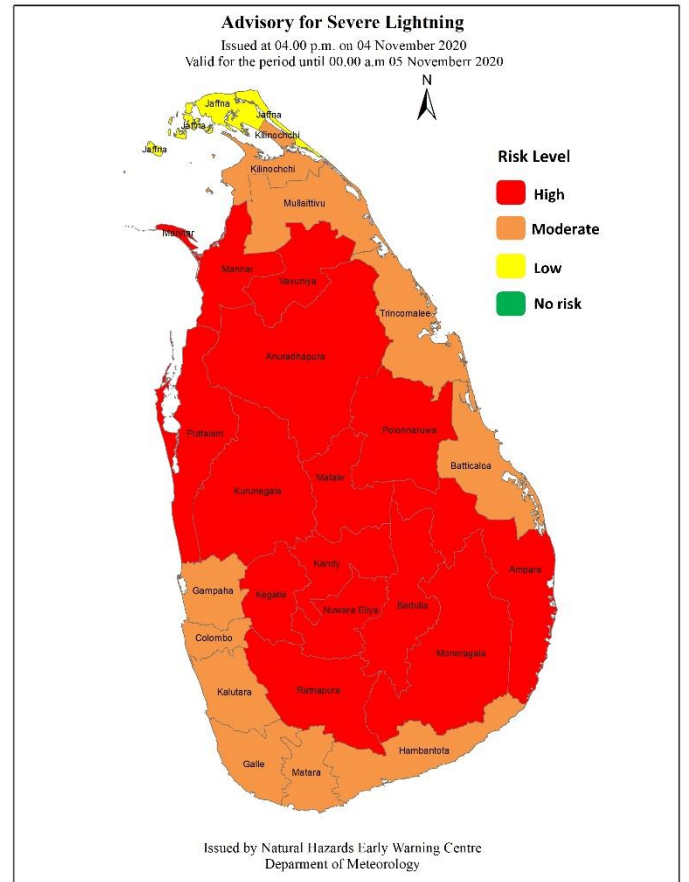 Advisory for Severe Lightning
Issued at 04.00 p.m. on 04 November 2020
Valid for the period until 00.00 a.m 05 Novemberr 2020
N
Jaffna
Jaffna
Jaffna
Kilinochchi
Jaffna
Kilinochchi
Risk Level
High
Mullaittivu
Moderate
Mannar
Low
Mannar
Vavuniya
No risk
Trincomalee
Anuradhapura
Puttalam
Polonnaruwa
Batticaloa
Matale
Kurunegala
Kandy
Ampara
Gampaha
Kegalle
Nuwara Eliya
Badulla
Colombo
Moneragala
Kalutara
Ratnapura
Hambantota
Galle
Matara
Issued by Natural Hazards Early Warning Centre
Deparment of Meteorology